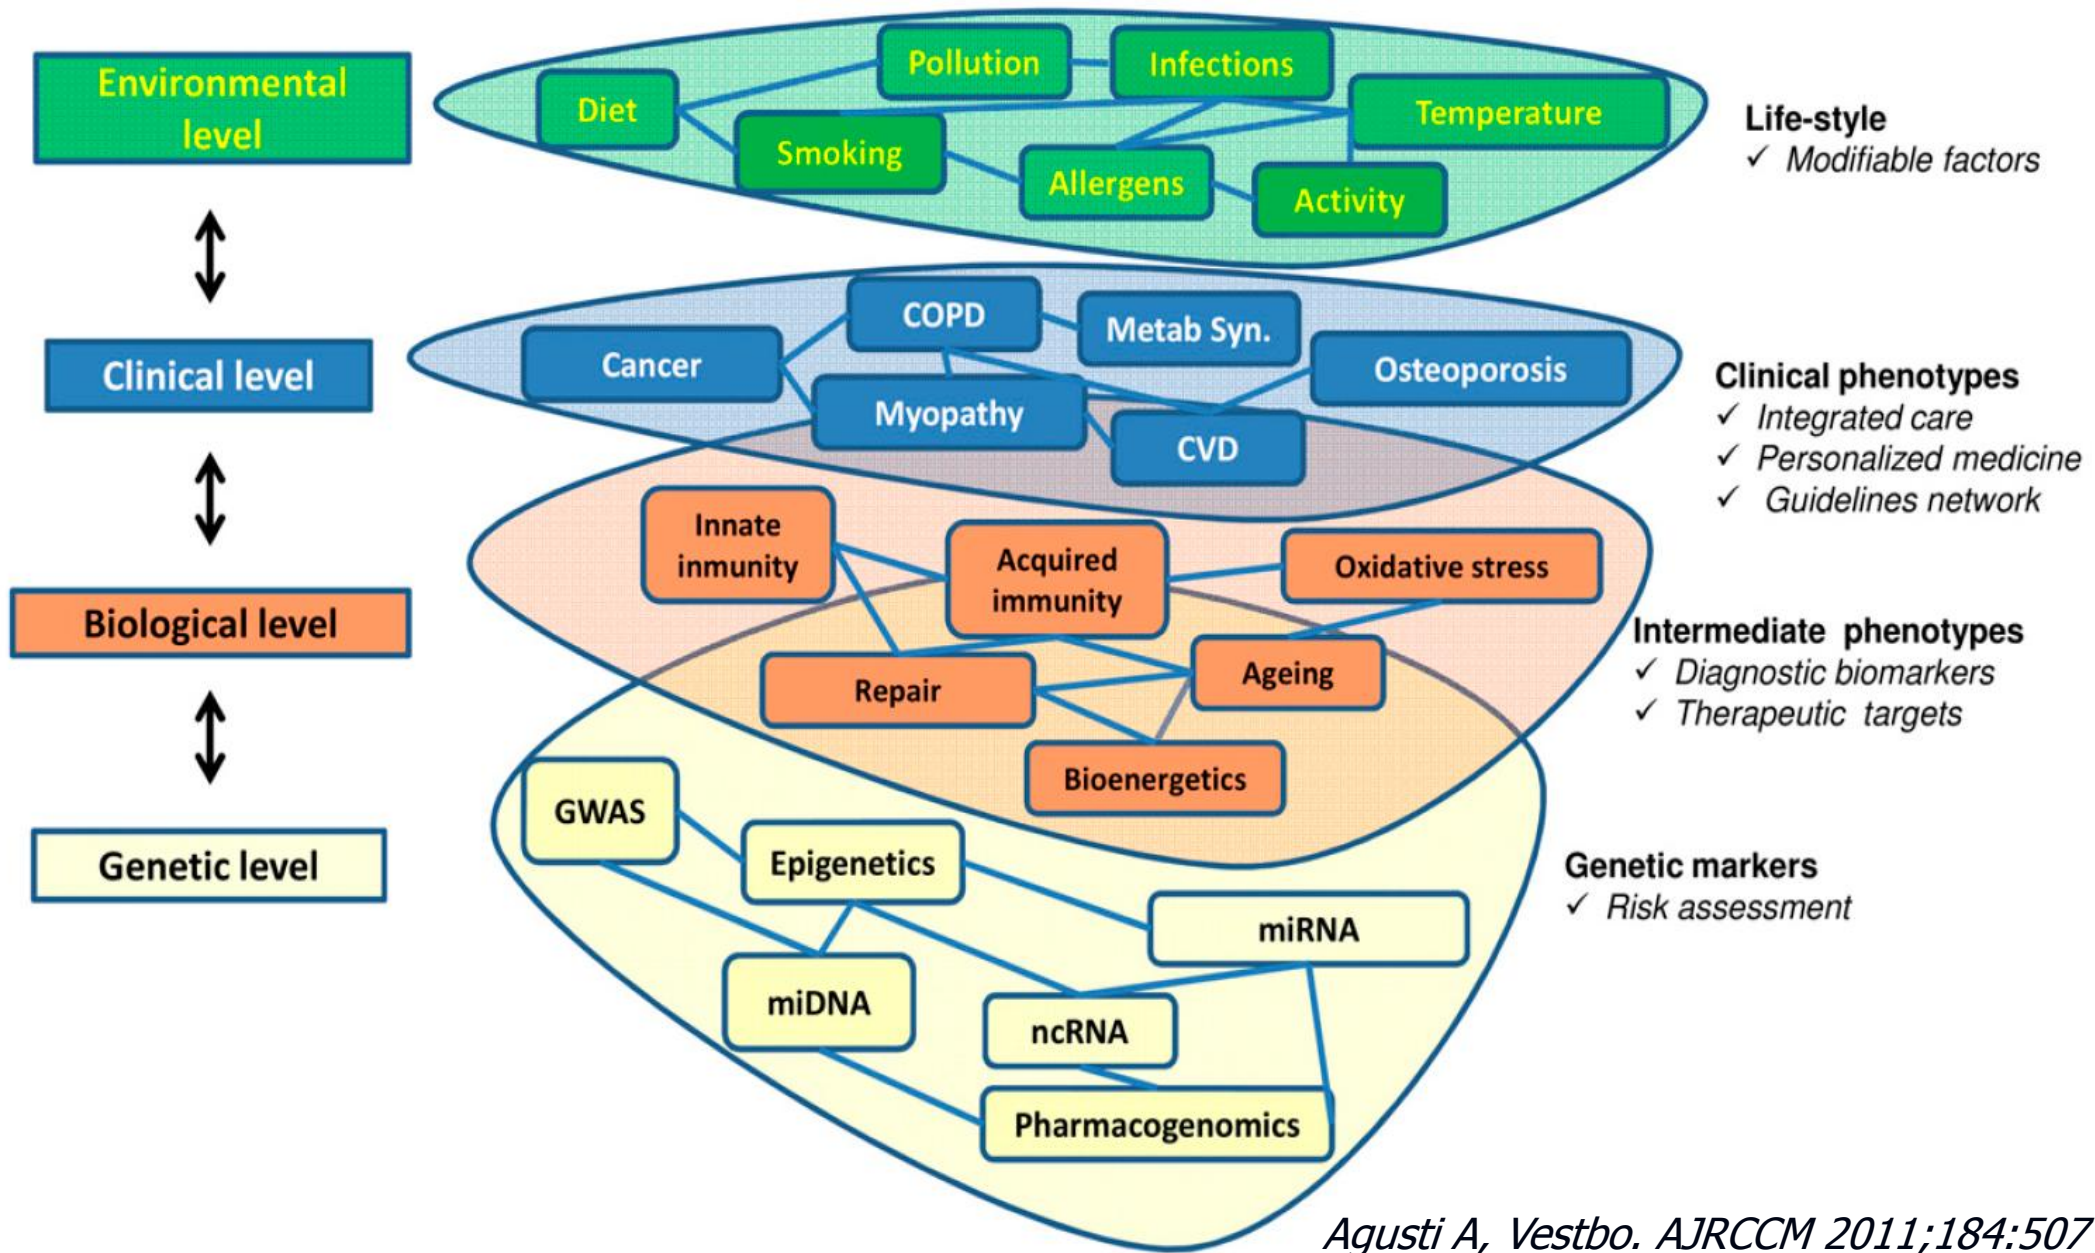 Environmental
level
Pollution
Infections
Diet
Temperature
Smoking
Allergens
Activity
Life-style
✓ Modifiable factors
Clinical level
COPD
Metab Syn.
Cancer
Osteoporosis
Myopathy
CVD
Clinical phenotypes
✓ Integrated care
✓ Personalized medicine
✓ Guidelines network
Biological level
Innate
inmunity
Acquired
immunity
Oxidative stress
Repair
Ageing
Bioenergetics
Intermediate phenotypes
✓ Diagnostic biomarkers
✓ Therapeutic targets
Genetic level
GWAS
Epigenetics
miRNA
miDNA
ncRNA
Pharmacogenomics
Genetic markers
✓ Risk assessment
Agusti A, Vestbo. AJRCCM 2011;184:507